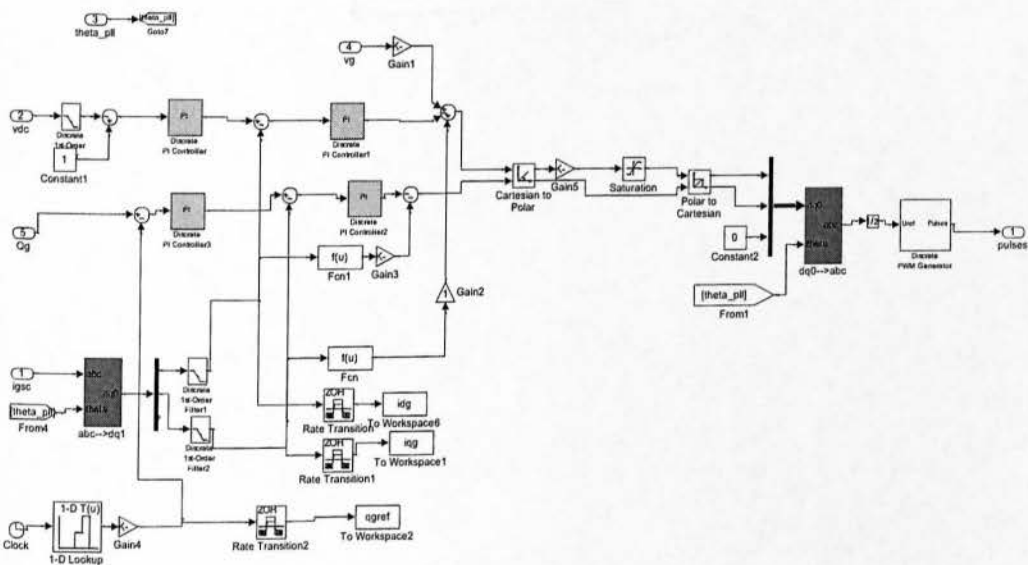 3
theta_pll
[theta_pll]
Goto7
4
vg
K-
Gain1
2
vdc
Discrete
1st-Order
1
Constant1
PI
Discrete
PI Controller
PI
Discrete
PI Controller1
5
Qg
PI
Discrete
PI Controller3
PI
Discrete
PI Controller2
f(u)
Fcn1
K-
Gain3
1
Gain2
Cartesian to
Polar
K-
Gain5
Saturation
Polar to
Cartesian
0
Constant2
[theta_pll]
From1
dq0
theta
abc
dq0-->abc
1/z
Uref
Pulses
Discrete
PWM Generator
1
pulses
1
igsc
[theta_pll]
From4
abc
theta
dq0
abc-->dq1
Discrete
1st-Order
Filter1
Discrete
1st-Order
Filter2
f(u)
Fcn
ZOH
Rate Transition
idg
To Workspace6
ZOH
Rate Transition1
iqg
To Workspace1
Clock
1-D T(u)
1-D Lookup
K-
Gain4
ZOH
Rate Transition2
qgref
To Workspace2